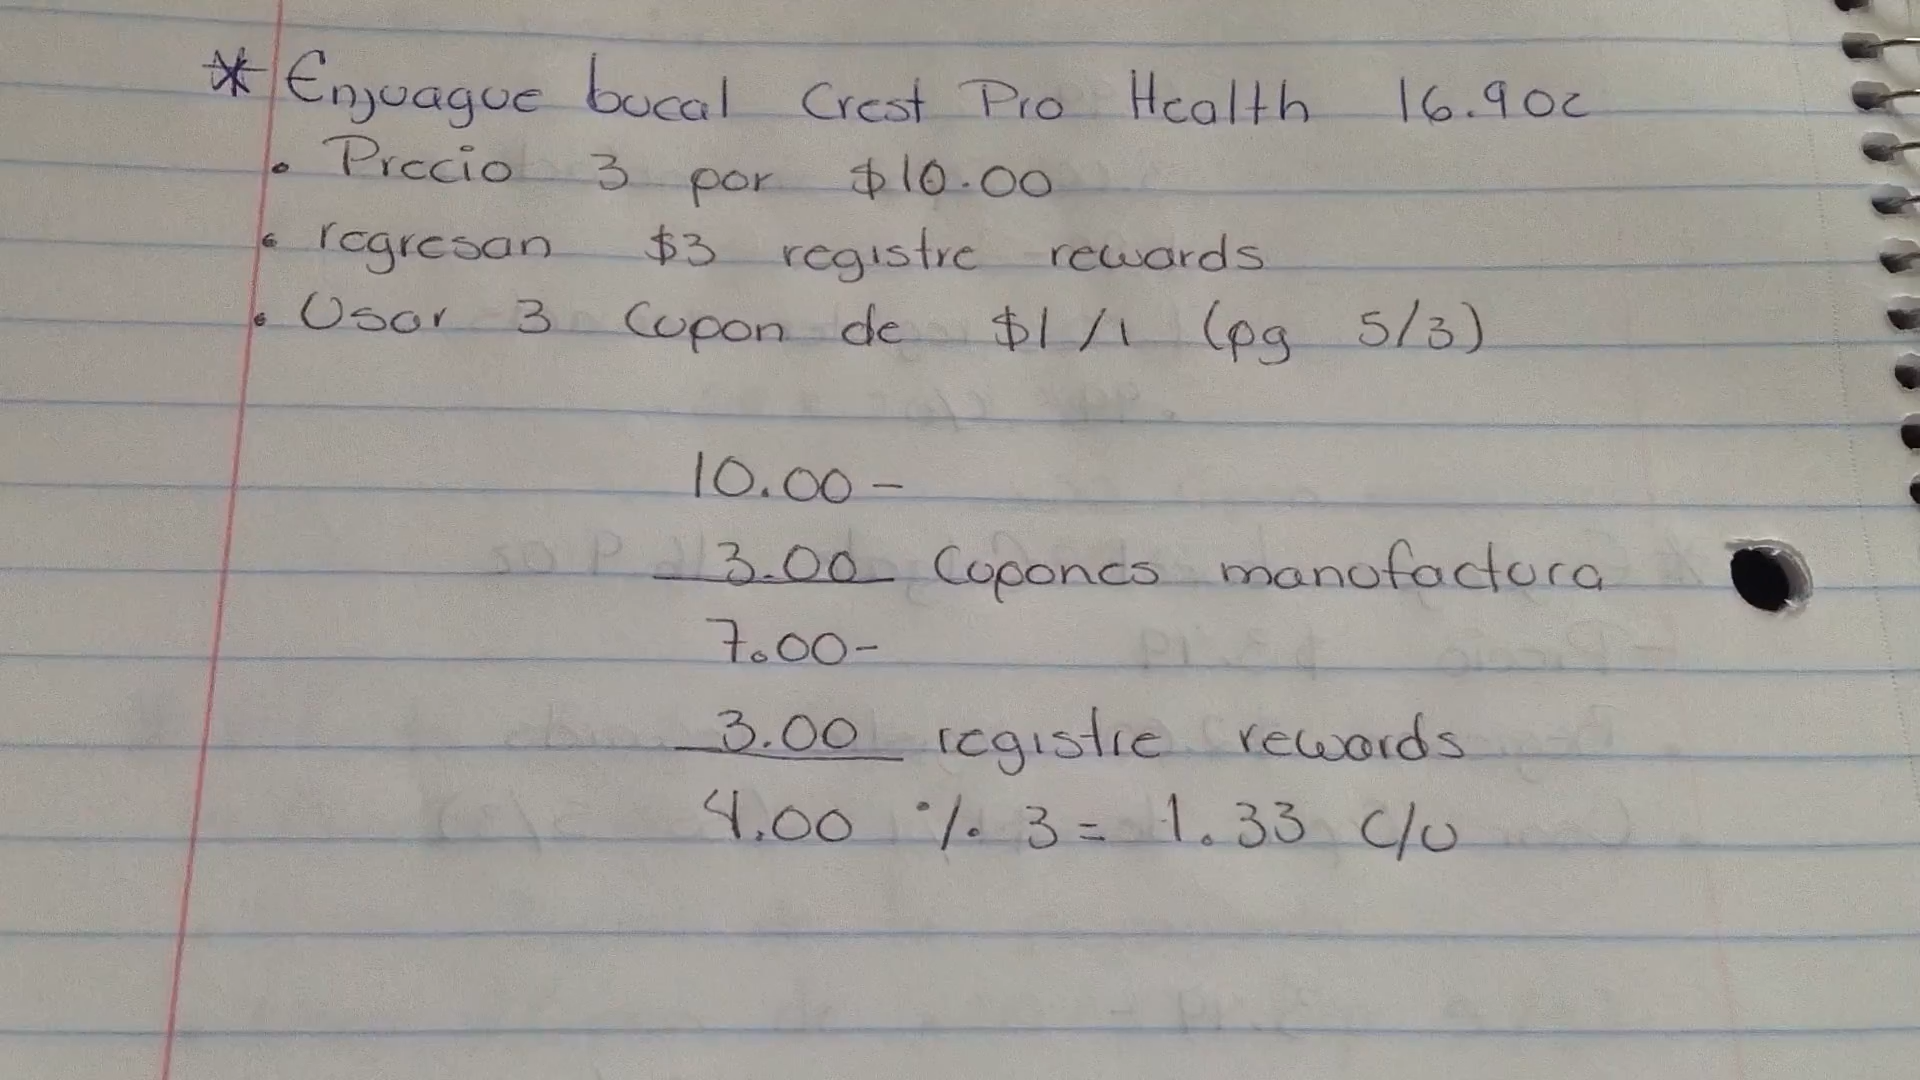 * Enjuague bucal Crest Pro Health 16.9oz
• Precio 3 por $10.00
• regresan $3 registre rewards
• Usar 3 Cupon de $1/1 (pg 5/3)
10.00-
3.00 Cupones manufactura
7.00-
3.00 registre rewards
4.00 % 3 = 1.33 c/u